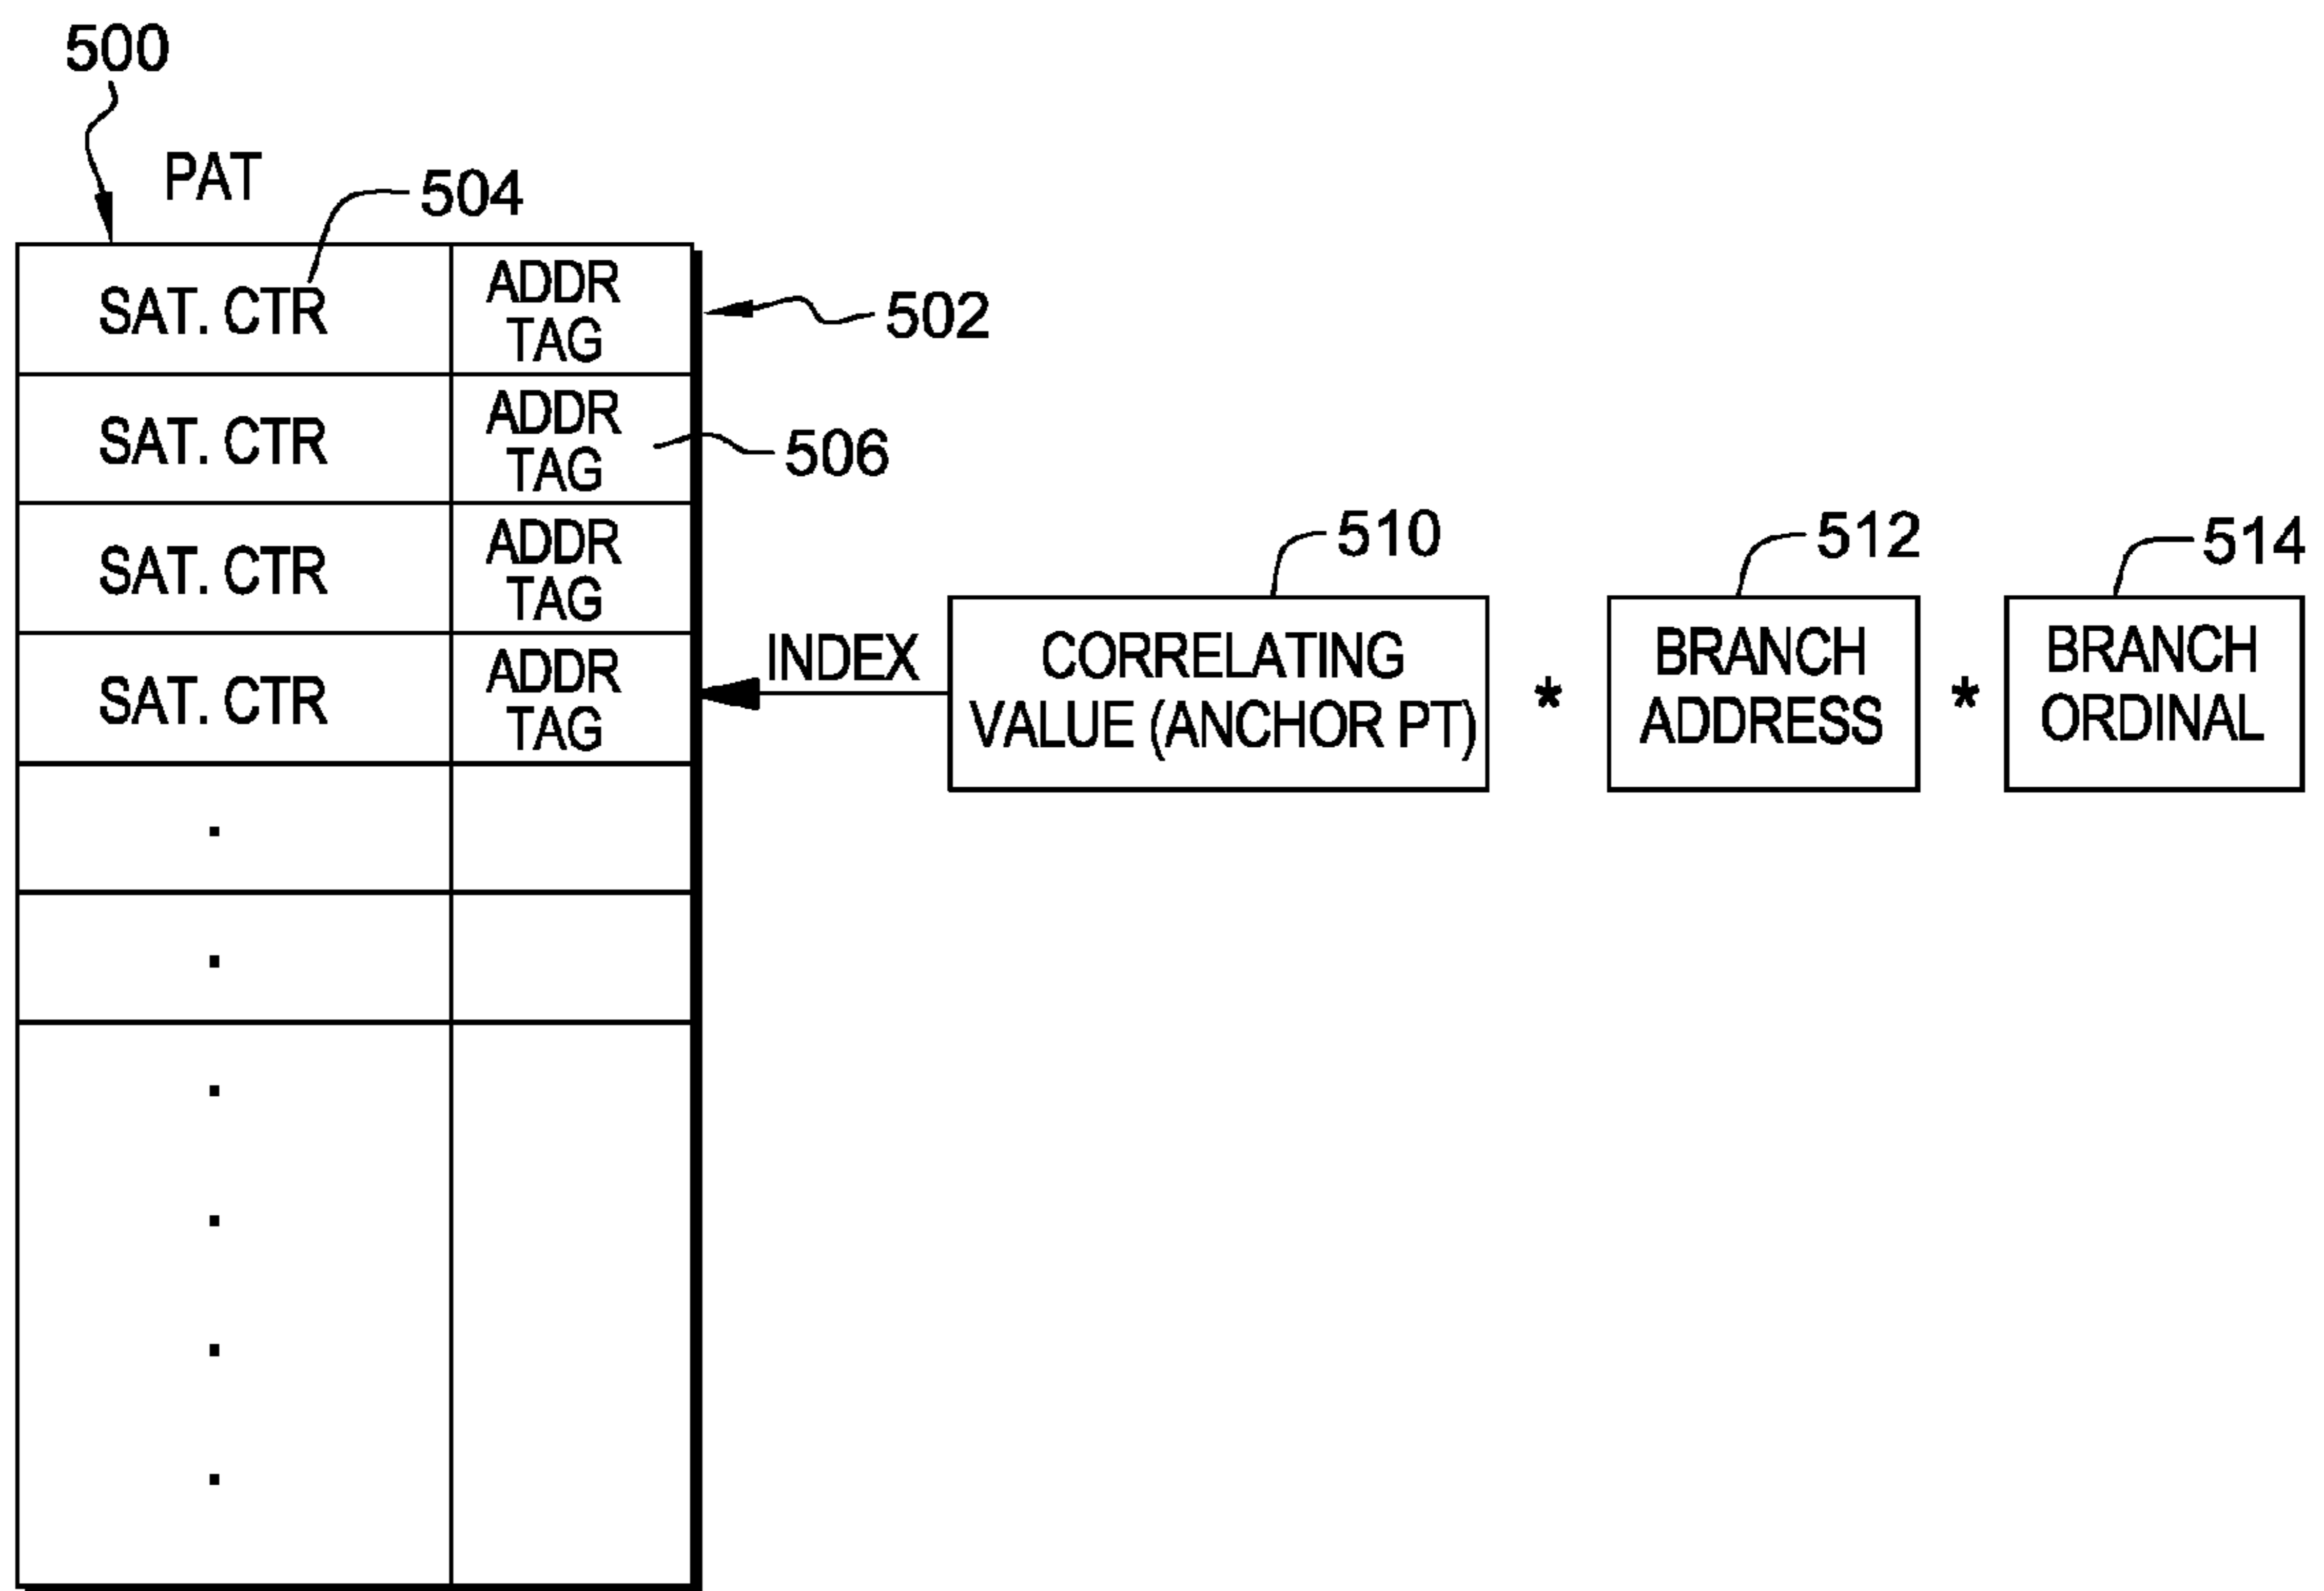 500
PAT
504
SAT. CTR
ADDR
TAG
502
SAT. CTR
ADDR
TAG
506
SAT. CTR
ADDR
TAG
510
512
514
SAT. CTR
ADDR
TAG
INDEX
CORRELATING
VALUE (ANCHOR PT)
*
BRANCH
ADDRESS
*
BRANCH
ORDINAL